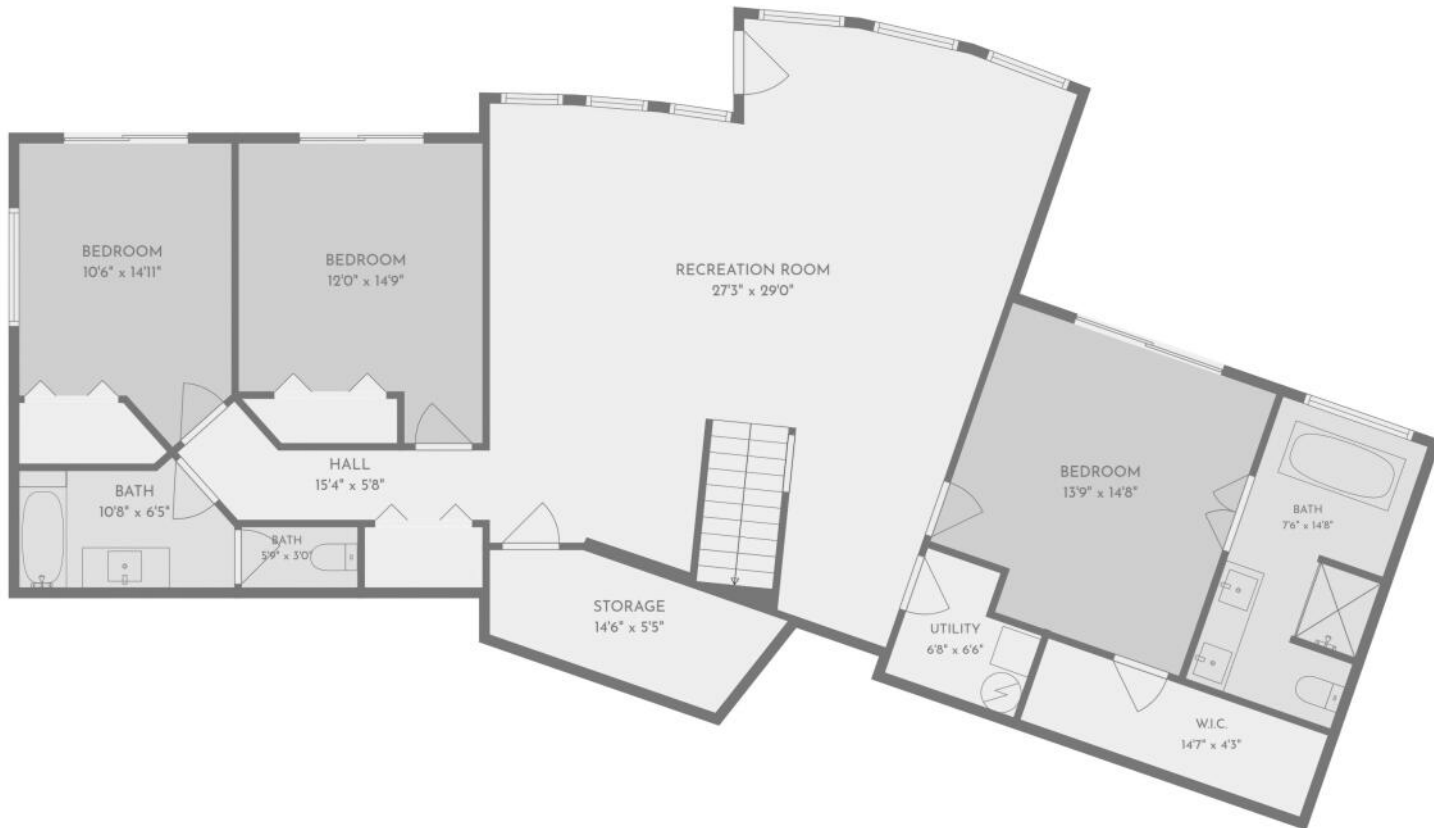 BEDROOM
10'6" x 14'11"
BEDROOM
12'0" x 14'9"
RECREATION ROOM
27'3" x 29'0"
HALL
15'4" x 5'8"
BATH
10'8" x 6'5"
BATH
5'9" x 3'0"
STORAGE
14'6" x 5'5"
BEDROOM
13'9" x 14'8"
BATH
7'6" x 14'8"
UTILITY
6'8" x 6'6"
W.I.C.
14'7" x 4'3"